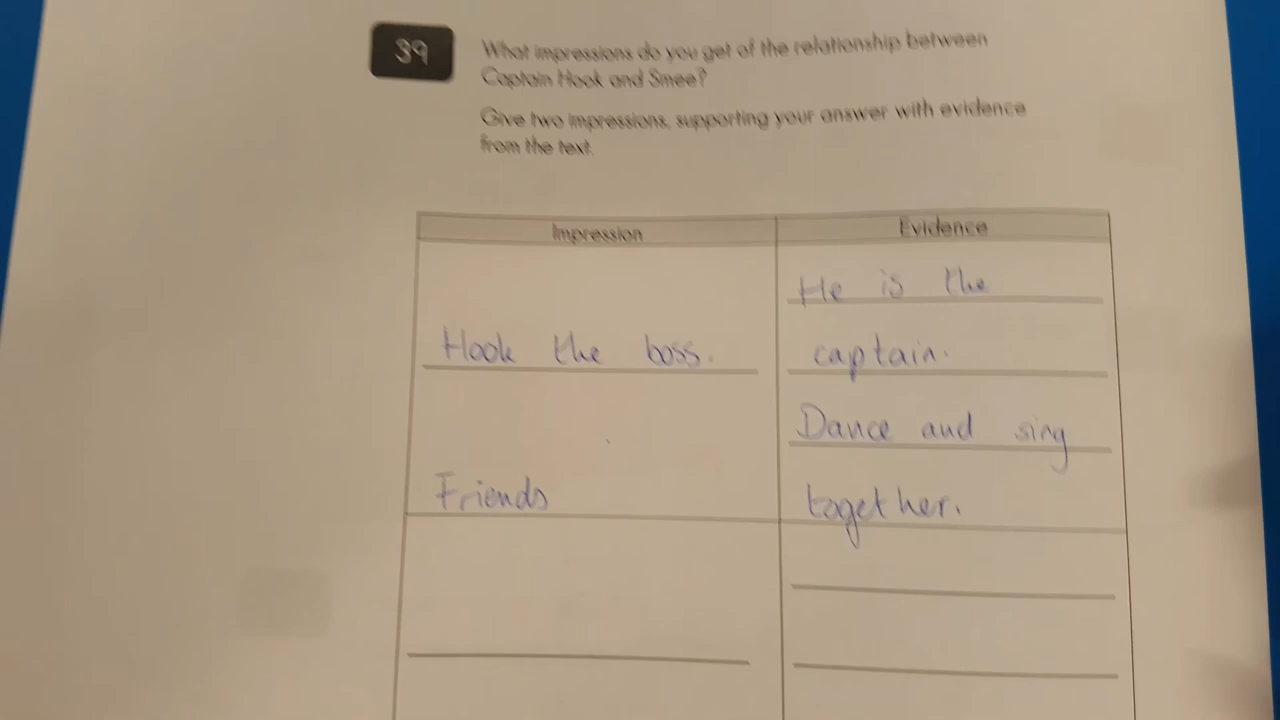 39
What impressions do you get of the relationship between
Captain Hook and Smee?
Give two impressions, supporting your answer with evidence
from the text.
Impression
Evidence
He is the
Hook the boss.
captain.
Dance and sing
Friends
together.